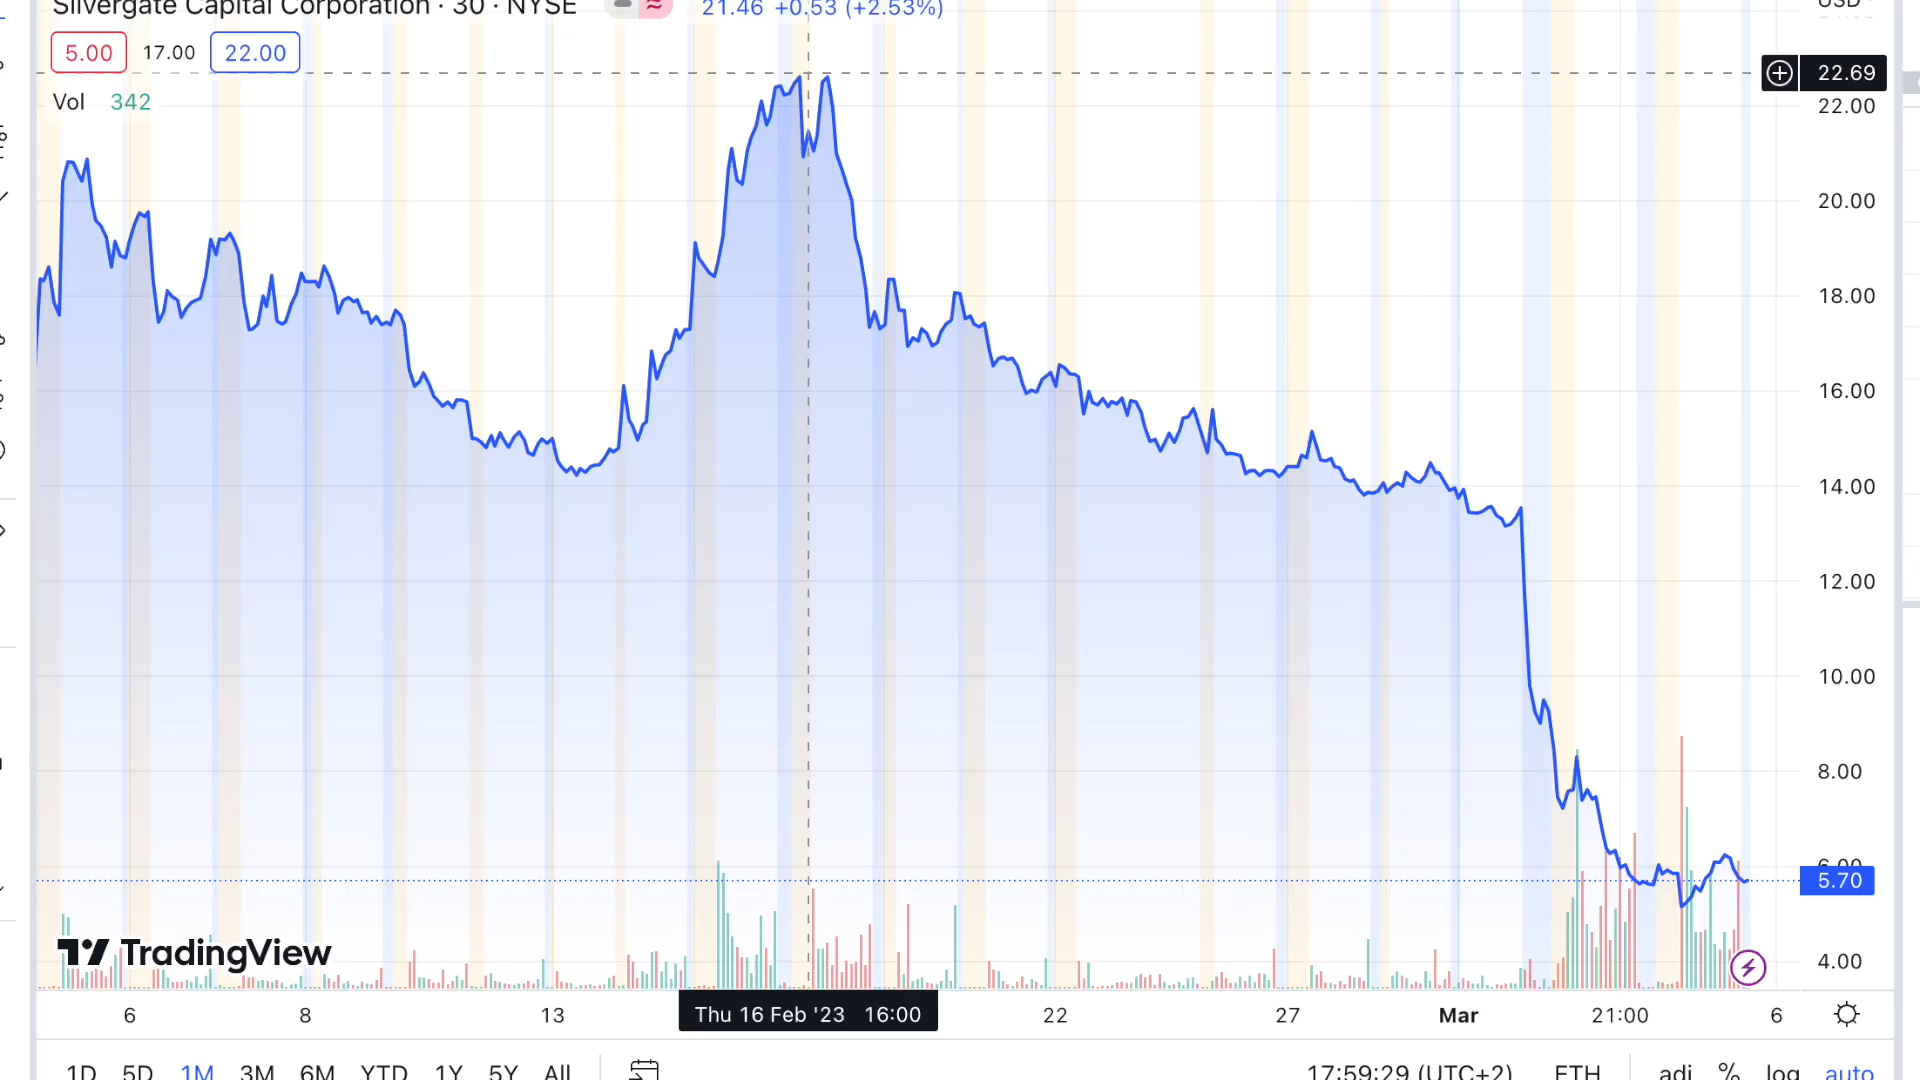 Silvergate Capital Corporation · 30 · NYSE 21.46 +0.53 (+2.53%) USD
5.00 17.00 22.00
22.69
Vol 342
22.00
20.00
18.00
16.00
14.00
12.00
10.00
8.00
6.00
5.70
4.00
TradingView
6 8 13 Thu 16 Feb '23 16:00 22 27 Mar 21:00 6
1D 5D 1M 3M 6M YTD 1Y 5Y All 17:59:29 (UTC+2) ETH adj % log auto